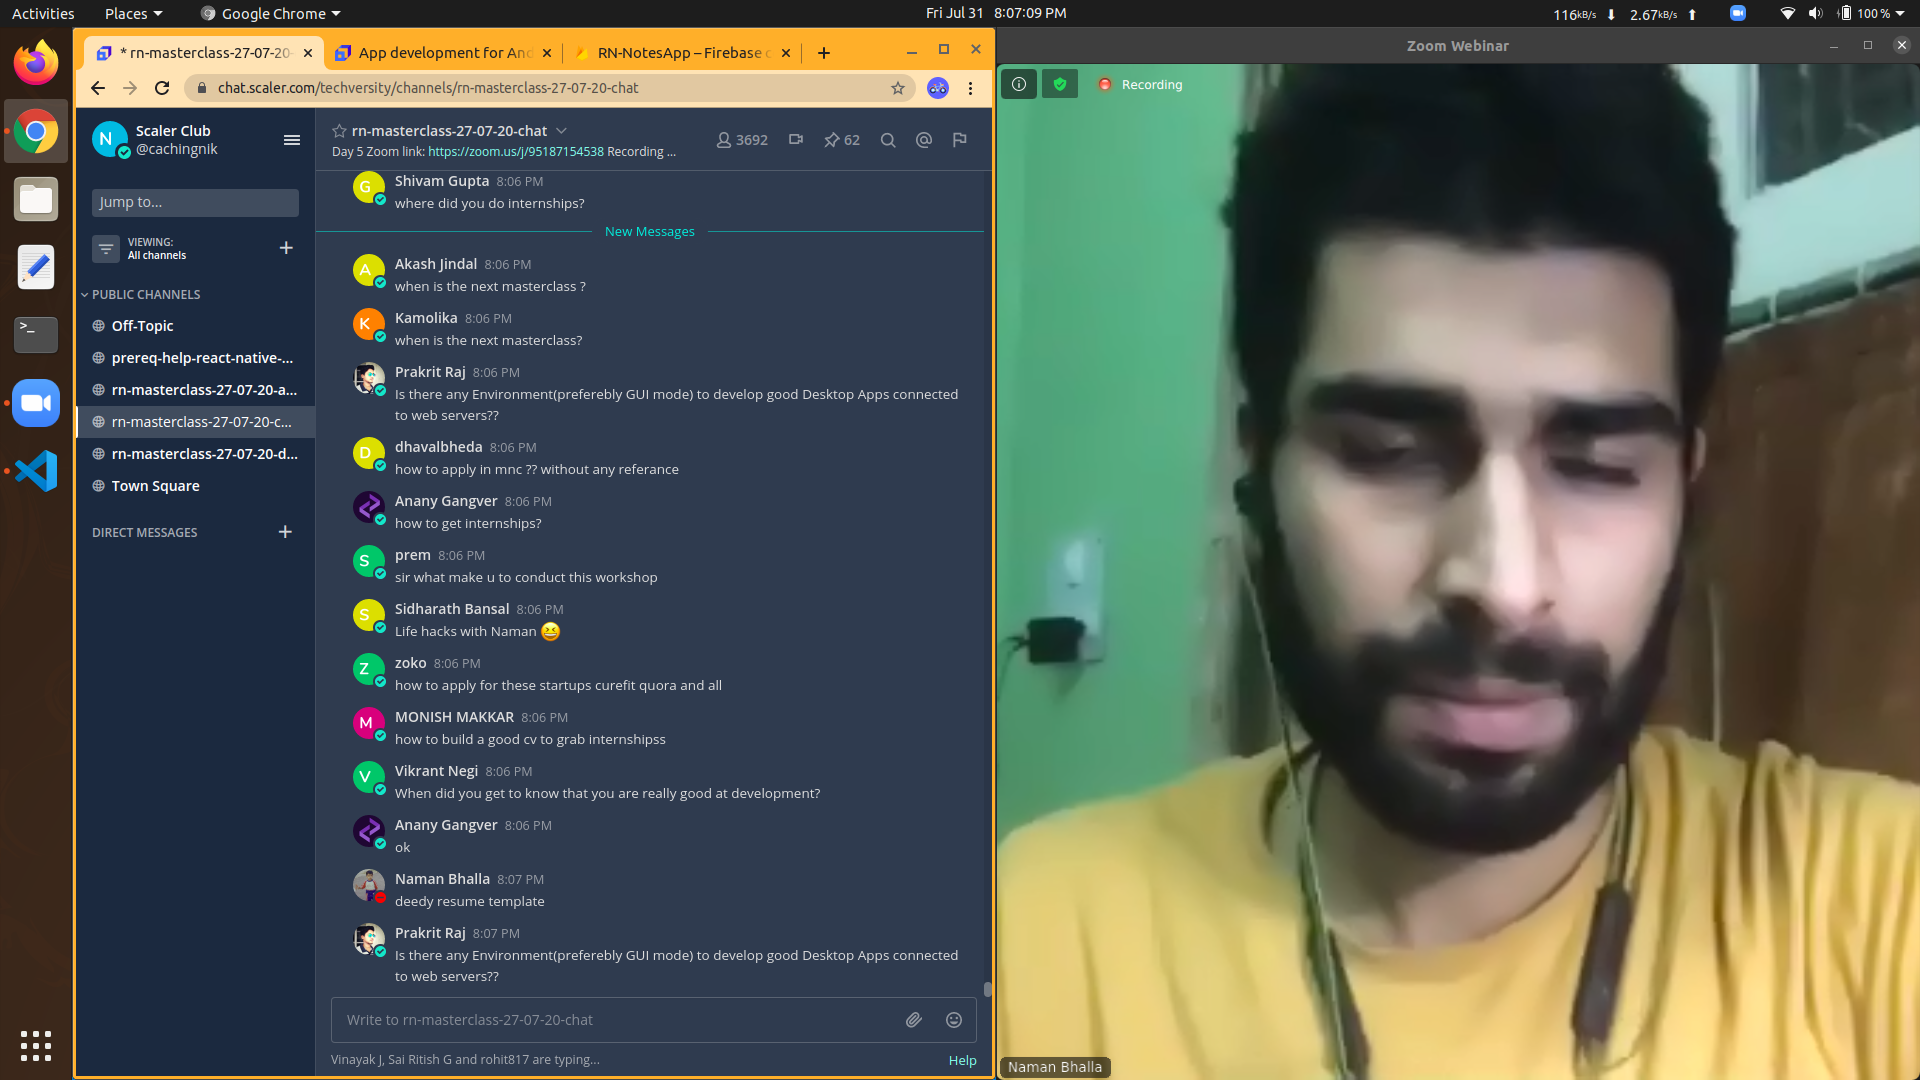 Activities Places Google Chrome Fri Jul 31 8:07:09 PM 116kB/s 2.67kB/s 100 %
* rn-masterclass-27-07-20- App development for And RN-NotesApp – Firebase c
chat.scaler.com/techversity/channels/rn-masterclass-27-07-20-chat
N
Scaler Club
@cachingnik
Jump to...
VIEWING:
All channels
PUBLIC CHANNELS
Off-Topic
prereq-help-react-native-...
rn-masterclass-27-07-20-a...
rn-masterclass-27-07-20-c...
rn-masterclass-27-07-20-d...
Town Square
DIRECT MESSAGES
rn-masterclass-27-07-20-chat
Day 5 Zoom link: https://zoom.us/j/95187154538 Recording ...
3692 62
G Shivam Gupta 8:06 PM
where did you do internships?
New Messages
A Akash Jindal 8:06 PM
when is the next masterclass ?
K Kamolika 8:06 PM
when is the next masterclass?
Prakrit Raj 8:06 PM
Is there any Environment(preferebly GUI mode) to develop good Desktop Apps connected
to web servers??
D dhavalbheda 8:06 PM
how to apply in mnc ?? without any referance
Anany Gangver 8:06 PM
how to get internships?
S prem 8:06 PM
sir what make u to conduct this workshop
S Sidharath Bansal 8:06 PM
Life hacks with Naman 😆
Z zoko 8:06 PM
how to apply for these startups curefit quora and all
M MONISH MAKKAR 8:06 PM
how to build a good cv to grab internshipss
V Vikrant Negi 8:06 PM
When did you get to know that you are really good at development?
Anany Gangver 8:06 PM
ok
Naman Bhalla 8:07 PM
deedy resume template
Prakrit Raj 8:07 PM
Is there any Environment(preferebly GUI mode) to develop good Desktop Apps connected
to web servers??
Write to rn-masterclass-27-07-20-chat
Vinayak J, Sai Ritish G and rohit817 are typing...
Help
Zoom Webinar
Recording
Naman Bhalla